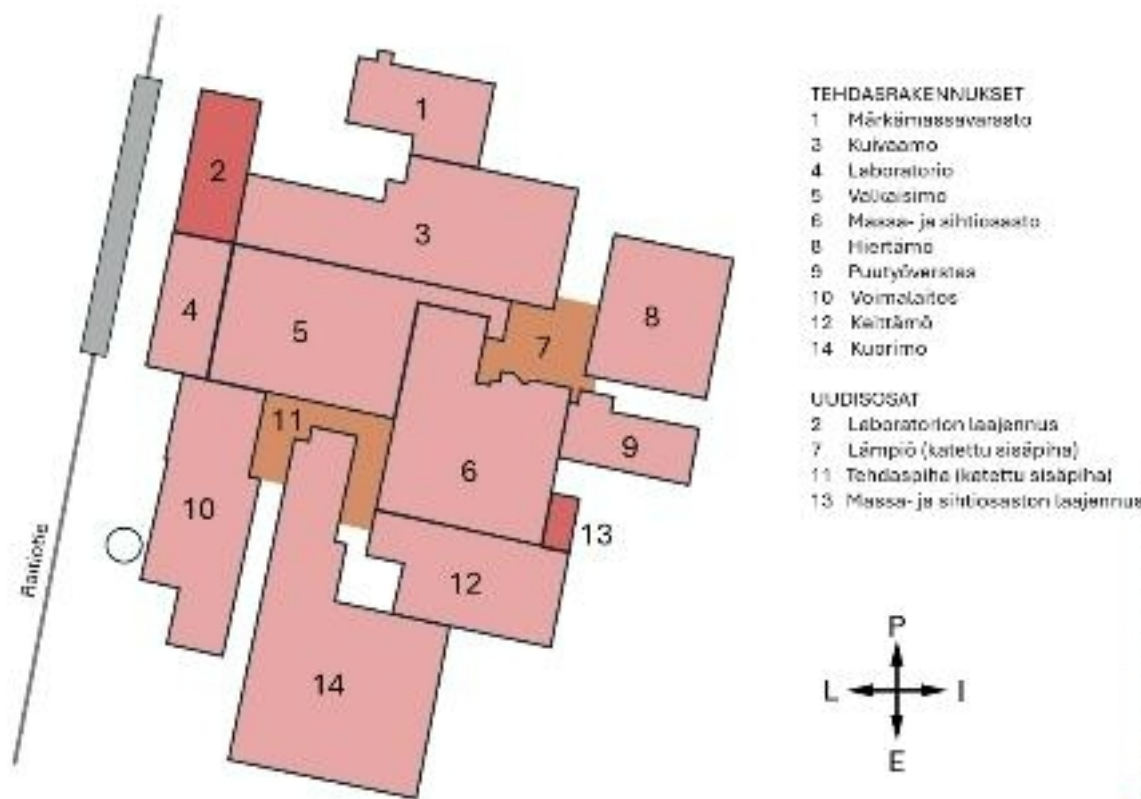 TEHDASRAKENNUKSET
1 Märkämassavarasto
3 Kuivaamo
4 Laboratorio
5 Valkaisimo
6 Massa- ja sihtiosasto
8 Hiertämö
9 Puutyöverstas
10 Voimalaitos
12 Keittämö
14 Kuorimo
UUDISOSAT
2 Laboratorion laajennus
7 Lämpiö (katettu sisäpiha)
11 Tehdaspiha (katettu sisäpiha)
13 Massa- ja sihtiosaston laajennus
1
2
3
4
5
6
7
8
9
10
11
12
13
14
Raitiotie
P
L I
E